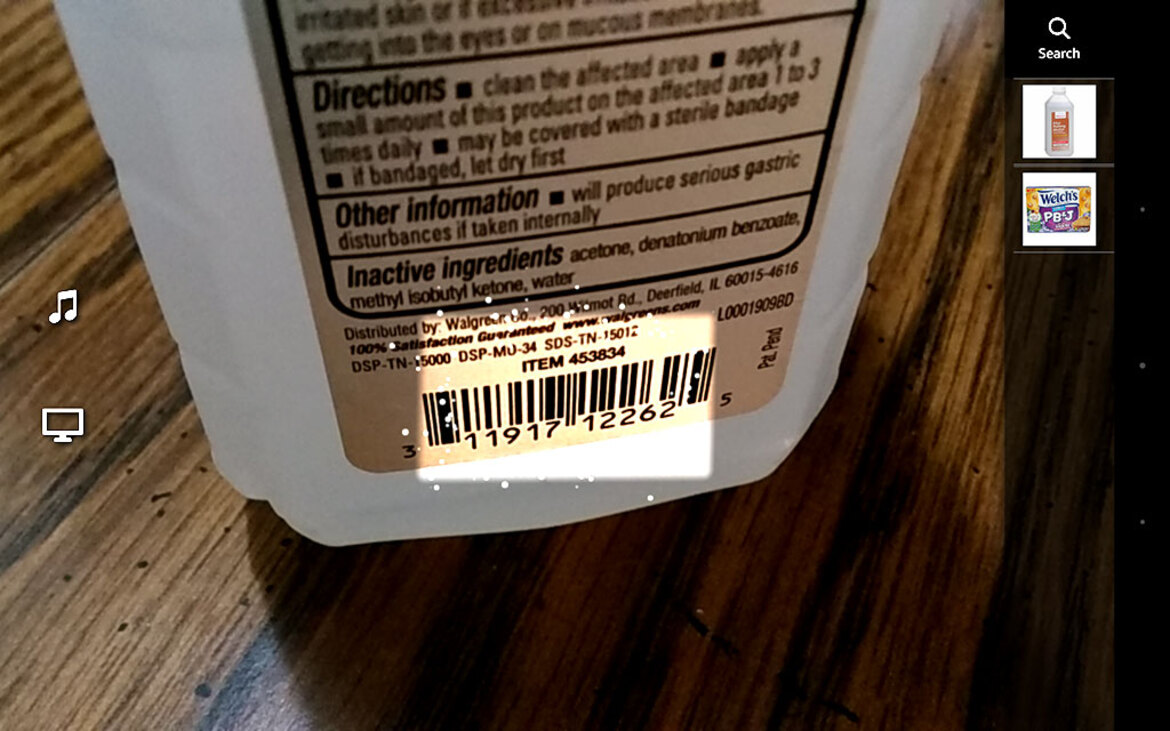 irritated skin or if excessive
getting into the eyes or on mucous membranes.
Directions ■ clean the affected area ■ apply a
small amount of this product on the affected area 1 to 3
times daily ■ may be covered with a sterile bandage
■ if bandaged, let dry first
Other information ■ will produce serious gastric
disturbances if taken internally
Inactive ingredients acetone, denatonium benzoate,
methyl isobutyl ketone, water
Distributed by: Walgreen Co., 200 Wilmot Rd., Deerfield, IL 60015-4616
100% Satisfaction Guaranteed www.walgreens.com L0001909BD
DSP-TN-15000 DSP-MO-34 SDS-TN-15012
ITEM 453834
Pat. Pend
3 11917 12262 5
Search
Welch's
PB&J